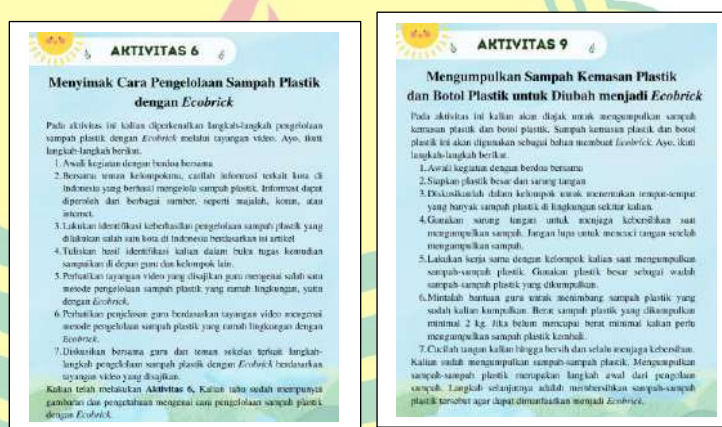 AKTIVITAS 6
Menyimak Cara Pengelolaan Sampah Plastik
dengan Ecobrick
Pada aktivitas ini kalian diperkenalkan langkah-langkah pengelolaan
sampah plastik dengan Ecobrick melalui tayangan video. Ayo, ikuti
langkah-langkah berikut.
1. Awali kegiatan dengan berdoa bersama
2. Bersama teman kelompokmu, carilah informasi terkait kota di
Indonesia yang berhasil mengelola sampah plastik. Informasi dapat
diperoleh dari berbagai sumber, seperti majalah, koran, atau
internet.
3. Lakukan identifikasi keberhasilan pengelolaan sampah plastik yang
dilakukan salah satu kota di Indonesia berdasarkan isi artikel
4. Tuliskan hasil identifikasi kalian dalam buku tugas kemudian
sampaikan di depan guru dan kelompok lain.
5. Perhatikan tayangan video yang disajikan guru mengenai salah satu
metode pengelolaan sampah plastik yang ramah lingkungan, yaitu
dengan Ecobrick.
6. Perhatikan penjelasan guru berdasarkan tayangan video mengenai
metode pengelolaan sampah plastik yang ramah lingkungan dengan
Ecobrick.
7. Diskusikan bersama guru dan teman sekelas terkait langkah-
langkah pengelolaan sampah plastik dengan Ecobrick berdasarkan
tayangan video yang disajikan.
Kalian telah melakukan Aktivitas 6, Kalian tahu sudah mempunyai
gambaran dan pengetahuan mengenai cara pengelolaan sampah plastik
dengan Ecobrick.
AKTIVITAS 9
Mengumpulkan Sampah Kemasan Plastik
dan Botol Plastik untuk Diubah menjadi Ecobrick
Pada aktivitas ini kalian akan diajak untuk mengumpulkan sampah
kemasan plastik dan botol plastik. Sampah kemasan plastik dan botol
plastik ini akan digunakan sebagai bahan membuat Ecobrick. Ayo, ikuti
langkah-langkah berikut.
1. Awali kegiatan dengan berdoa bersama
2. Siapkan plastik besar dan sarung tangan
3. Diskusikanlah dalam kelompok untuk menentukan tempat-tempat
yang banyak sampah plastik di lingkungan sekitar kalian.
4. Gunakan sarung tangan untuk menjaga kebersihan saat
mengumpulkan sampah. Jangan lupa untuk mencuci tangan setelah
mengumpulkan sampah.
5. Lakukan kerja sama dengan kelompok kalian saat mengumpulkan
sampah-sampah plastik. Gunakan plastik besar sebagai wadah
sampah-sampah plastik yang dikumpulkan.
6. Mintalah bantuan guru untuk menimbang sampah plastik yang
sudah kalian kumpulkan. Berat sampah plastik yang dikumpulkan
minimal 2 kg. Jika belum mencapai berat minimal kalian perlu
mengumpulkan sampah plastik kembali.
7. Cucilah tangan kalian hingga bersih dan selalu menjaga kebersihan.
Kalian sudah mengumpulkan sampah plastik. Mengumpulkan
sampah-sampah plastik merupakan langkah awal dari pengolaan
sampah. Langkah selanjutnya adalah membersihkan sampah-sampah
plastik tersebut agar dapat dimanfaatkan menjadi Ecobrick.